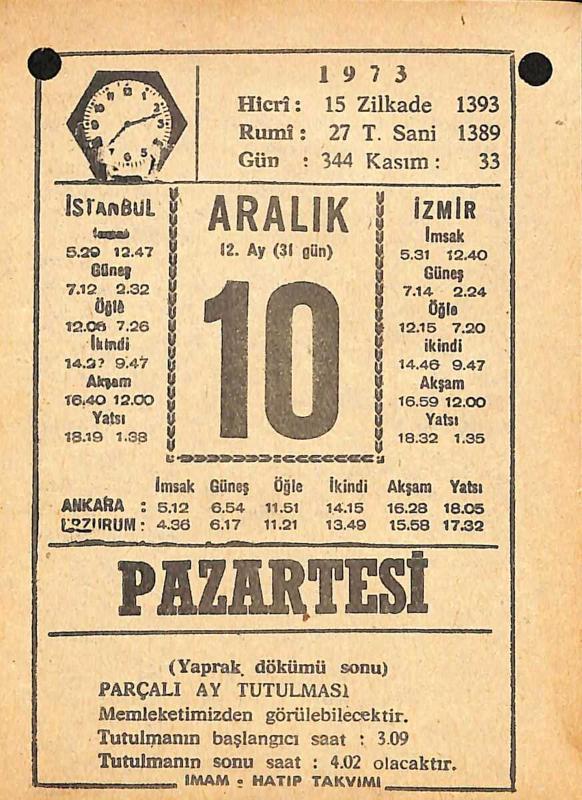 1973
Hicrî: 15 Zilkade 1393
Rumî: 27 T. Sani 1389
Gün : 344 Kasım: 33
İSTANBUL
5.29 12.47
Güneş
7.12 2.32
Öğle
12.06 7.26
İkindi
9.47
Akşam
16.40 12.00
Yatsı
18.19 1.38
ARALIK
12. Ay (31 gün)
10
İZMİR
İmsak
5.31 12.40
Güneş
7.14 2.24
Öğle
12.15 7.20
ikindi
14.46 9.47
Akşam
16.59 12.00
Yatsı
18.32 1.35
İmsak Güneş Öğle İkindi Akşam Yatsı
ANKARA : 5.12 6.54 11.51 14.15 16.28 18.05
ERZURUM: 4.36 6.17 11.21 13.49 15.58 17.32
PAZARTESİ
(Yaprak dökümü sonu)
PARÇALI AY TUTULMASI
Memleketimizden görülebilecektir.
Tutulmanın başlangıcı saat : 3.09
Tutulmanın sonu saat : 4.02 olacaktır.
İMAM - HATİP TAKVİMİ